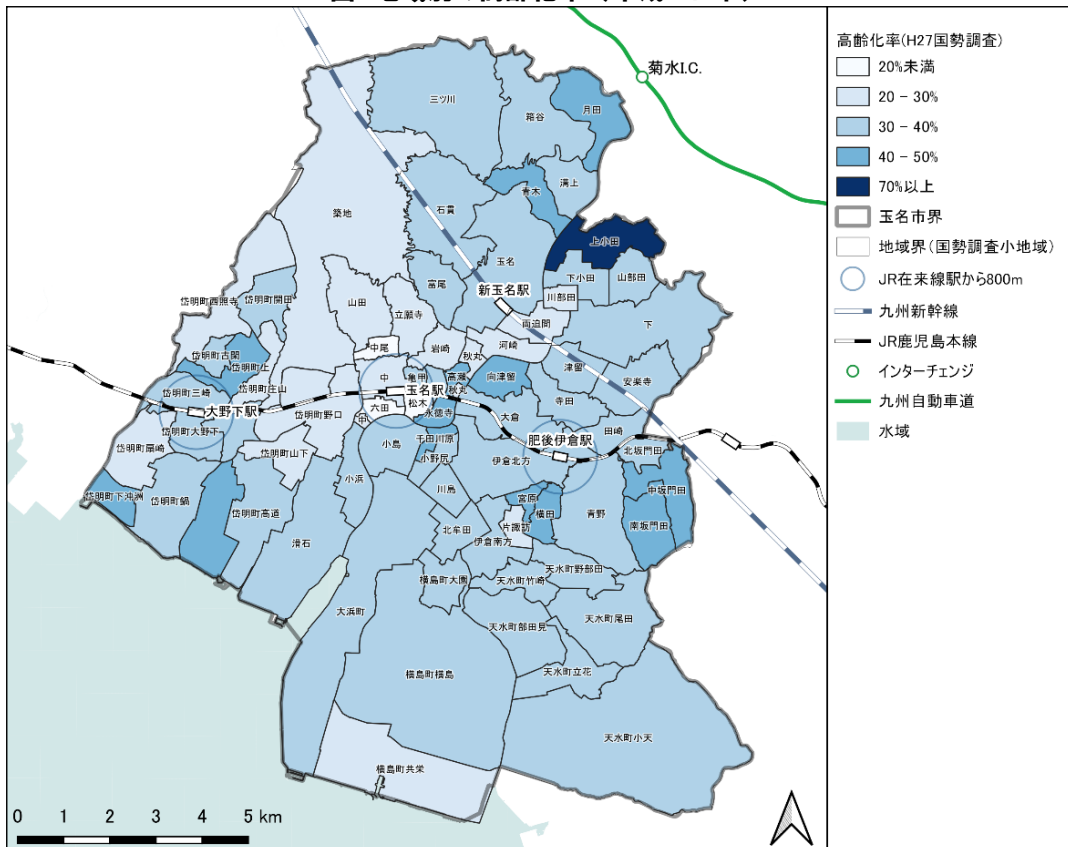 菊水I.C.
三ツ川
箱谷
月田
溝上
青木
石貫
築地
上小田
玉名
下小田
山部田
富尾
新玉名駅
川部田
岱明町西照寺
岱明町開田
山田
立願寺
両迫間
下
岱明町古閑
中尾
岩崎
秋丸
河崎
岱明町上
津留
岱明町三崎
岱明町庄山
中
亀甲
高瀬
向津留
安楽寺
玉名駅
秋丸
大野下駅
六田
松木
寺田
岱明町野口
中
永徳寺
大倉
岱明町大野下
小島
千田川原
肥後伊倉駅
田崎
岱明町扇崎
岱明町山下
小野尻
伊倉北方
北坂門田
小浜
川島
岱明町下沖洲
岱明町鍋
宮原
中坂門田
岱明町高道
横田
青野
南坂門田
滑石
北牟田
片諏訪
伊倉南方
天水町野部田
横島町大園
天水町竹崎
大浜町
天水町尾田
天水町部田見
横島町横島
天水町立花
天水町小天
横島町共栄
0 1 2 3 4 5 km
高齢化率(H27国勢調査)
20%未満
20 - 30%
30 - 40%
40 - 50%
70%以上
玉名市界
地域界(国勢調査小地域)
JR在来線駅から800m
九州新幹線
JR鹿児島本線
インターチェンジ
九州自動車道
水域